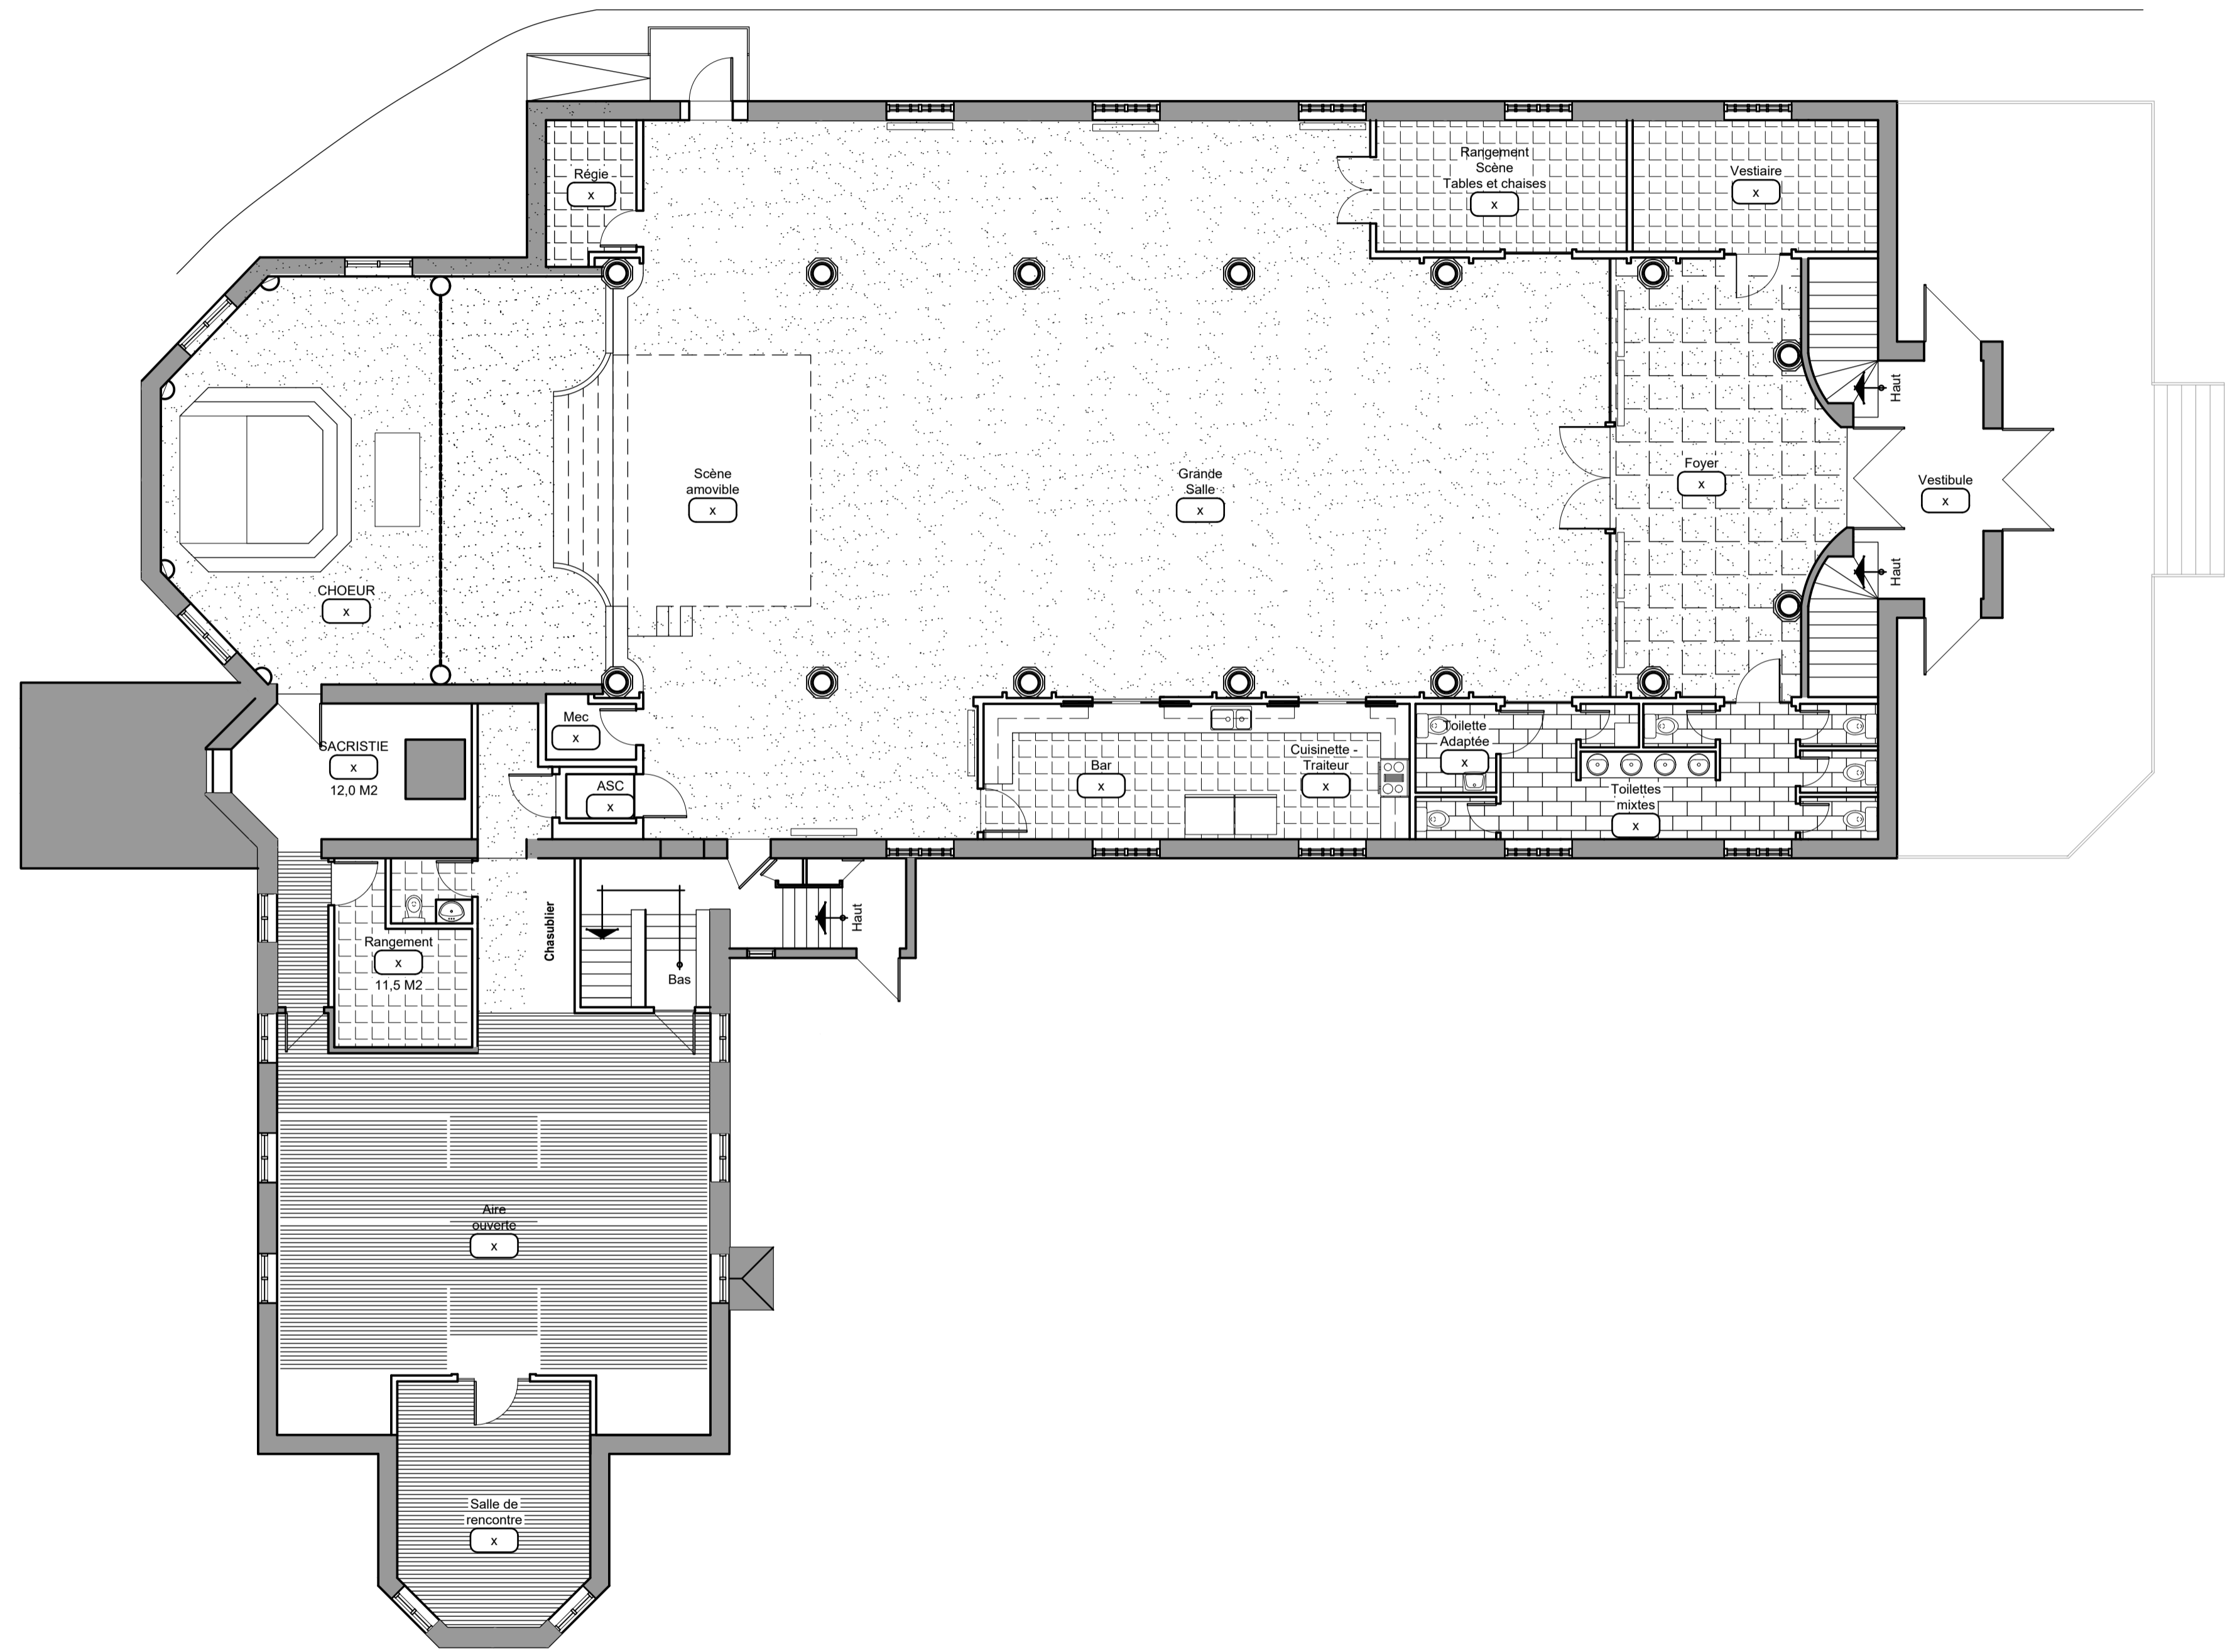 Régie
x
Rangement
Scène
Tables et chaises
x
Vestiaire
x
Haut
Scène
amovible
x
Grande
Salle
x
Foyer
x
Vestibule
x
CHOEUR
x
Haut
SACRISTIE
x
12,0 M2
Mec
x
ASC
x
Bar
x
Cuisinette -
Traiteur
x
Toilette
Adaptée
x
Toilettes
mixtes
x
Rangement
x
11,5 M2
Chasublier
Bas
Haut
Aire
ouverte
x
Salle de
rencontre
x